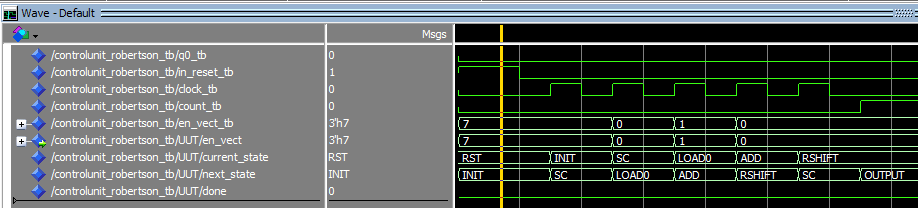 Wave - Default
Msgs
/controlunit_robertson_tb/q0_tb 0
/controlunit_robertson_tb/in_reset_tb 1
/controlunit_robertson_tb/clock_tb 0
/controlunit_robertson_tb/count_tb 0
/controlunit_robertson_tb/en_vect_tb 3'h7 7 0 1 0
/controlunit_robertson_tb/UUT/en_vect 3'h7 7 0 1 0
/controlunit_robertson_tb/UUT/current_state RST RST INIT SC LOAD0 ADD RSHIFT
/controlunit_robertson_tb/UUT/next_state INIT INIT SC LOAD0 ADD RSHIFT SC OUTPUT
/controlunit_robertson_tb/UUT/done 0